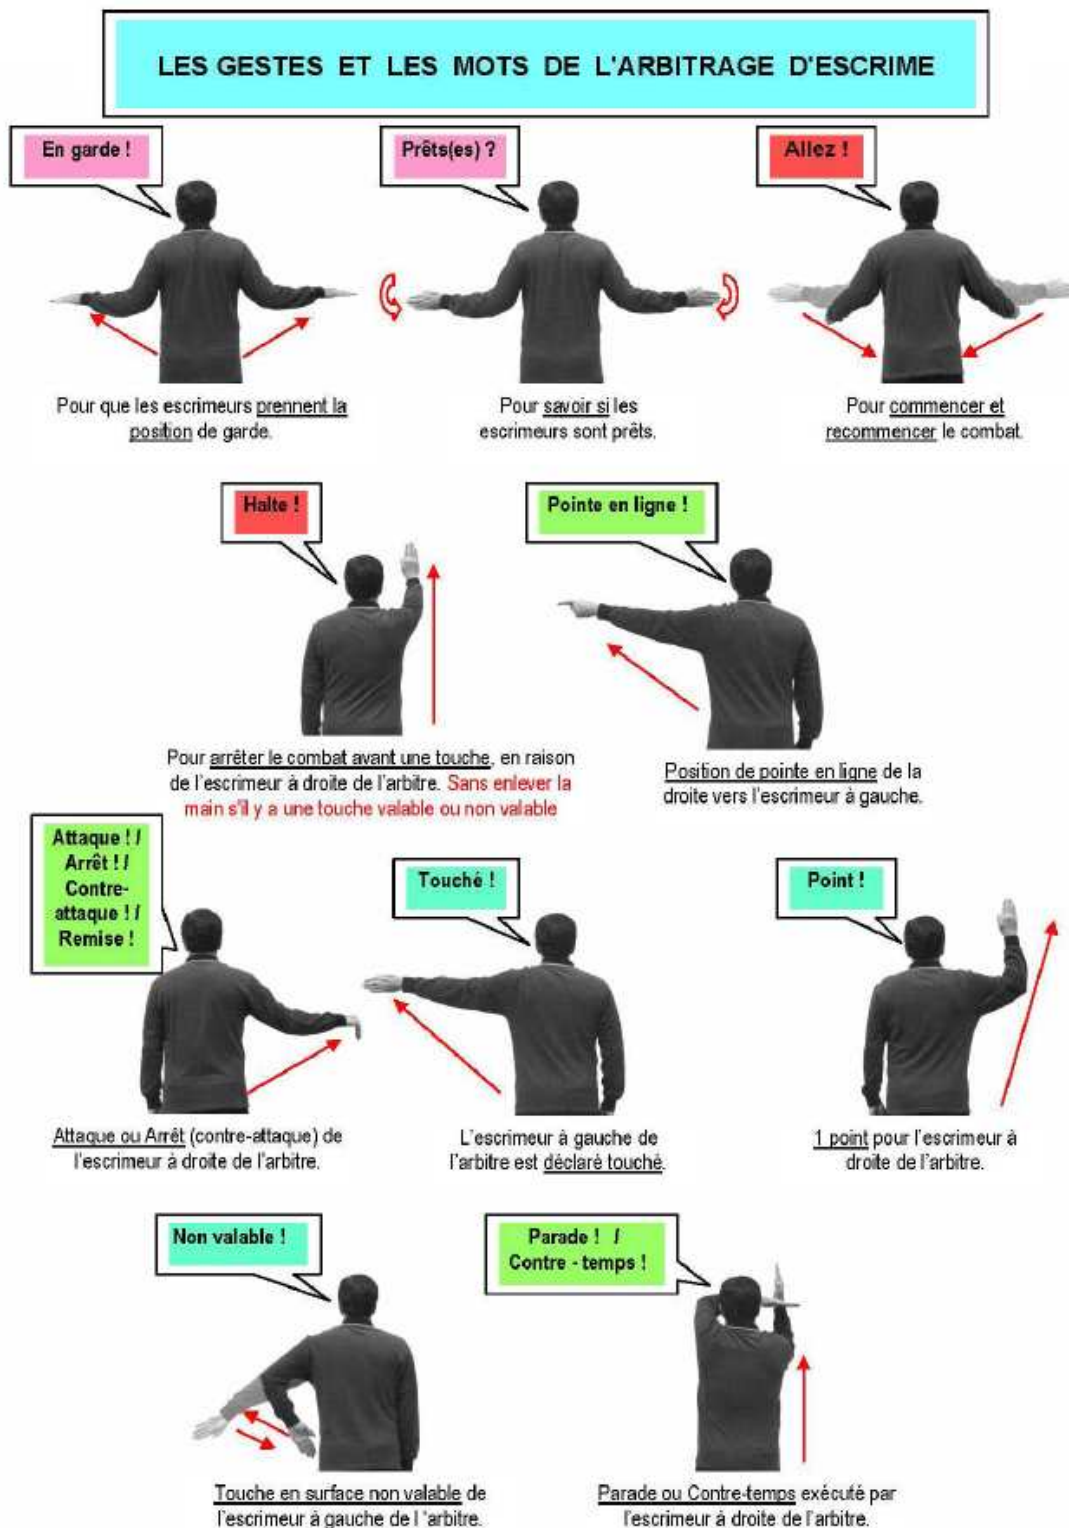 LES GESTES ET LES MOTS DE L'ARBITRAGE D'ESCRIME
En garde !
Prêts(es) ?
Allez !
Pour que les escrimeurs prennent la
position de garde.
Pour savoir si les
escrimeurs sont prêts.
Pour commencer et
recommencer le combat.
Halte !
Pointe en ligne !
Pour arrêter le combat avant une touche, en raison
de l'escrimeur à droite de l'arbitre. Sans enlever la
main s'il y a une touche valable ou non valable
Position de pointe en ligne de la
droite vers l'escrimeur à gauche.
Attaque ! /
Arrêt ! /
Contre-
attaque ! /
Remise !
Touché !
Point !
Attaque ou Arrêt (contre-attaque) de
l'escrimeur à droite de l'arbitre.
L'escrimeur à gauche de
l'arbitre est déclaré touché.
1 point pour l'escrimeur à
droite de l'arbitre.
Non valable !
Parade ! /
Contre - temps !
Touche en surface non valable de
l'escrimeur à gauche de l 'arbitre.
Parade ou Contre-temps exécuté par
l'escrimeur à droite de l'arbitre.